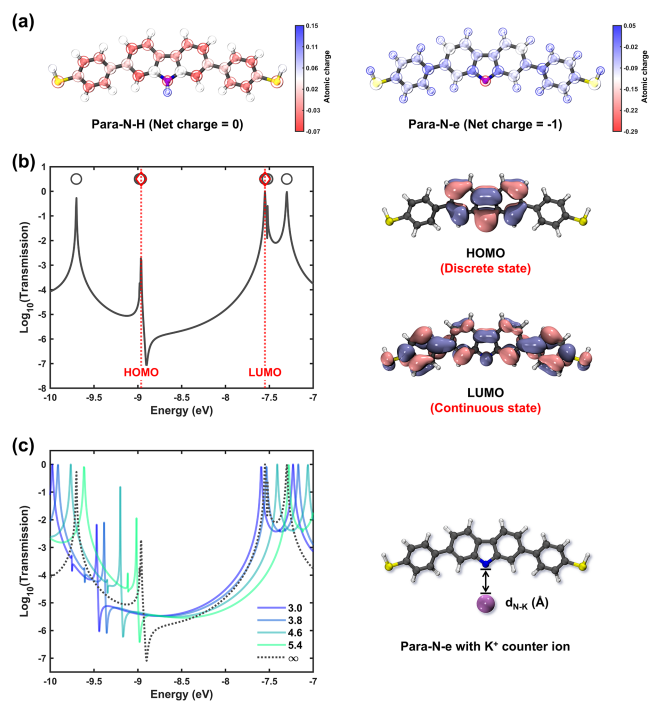 (a)
0.15
0.11
0.06
0.02
-0.03
-0.07
Atomic charge
Para-N-H (Net charge = 0)
0.05
-0.02
-0.09
-0.15
-0.22
-0.29
Atomic charge
Para-N-e (Net charge = -1)
(b)
1
0
-1
-2
-3
-4
-5
-6
-7
-8
Log10(Transmission)
HOMO
LUMO
-10
-9.5
-9
-8.5
-8
-7.5
-7
Energy (eV)
HOMO
(Discrete state)
LUMO
(Continuous state)
(c)
0
-1
-2
-3
-4
-5
-6
-7
Log10(Transmission)
3.0
3.8
4.6
5.4
∞
-10
-9.5
-9
-8.5
-8
-7.5
-7
Energy (eV)
dN-K (Å)
Para-N-e with K+ counter ion